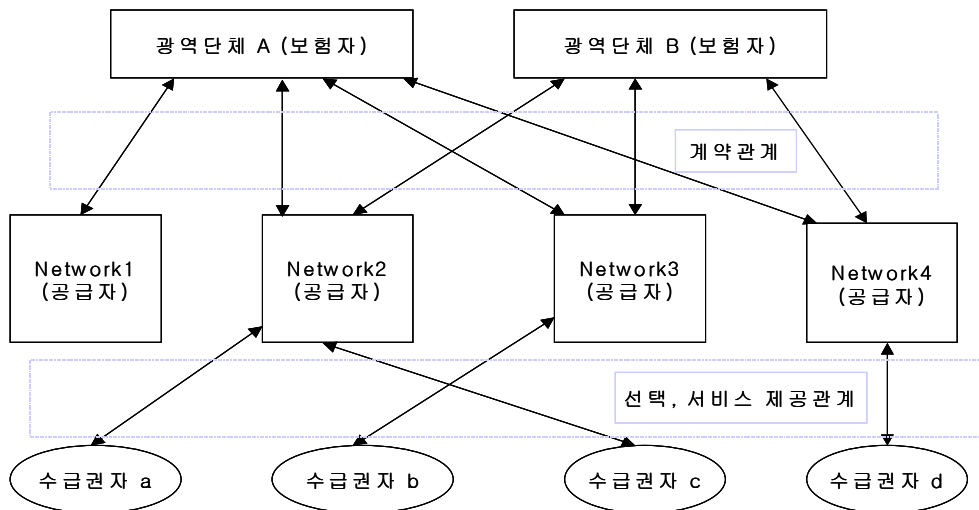 광역단체 A (보험자)
광역단체 B (보험자)
계약관계
Network1
(공급자)
Network2
(공급자)
Network3
(공급자)
Network4
(공급자)
선택, 서비스 제공관계
수급권자 a
수급권자 b
수급권자 c
수급권자 d